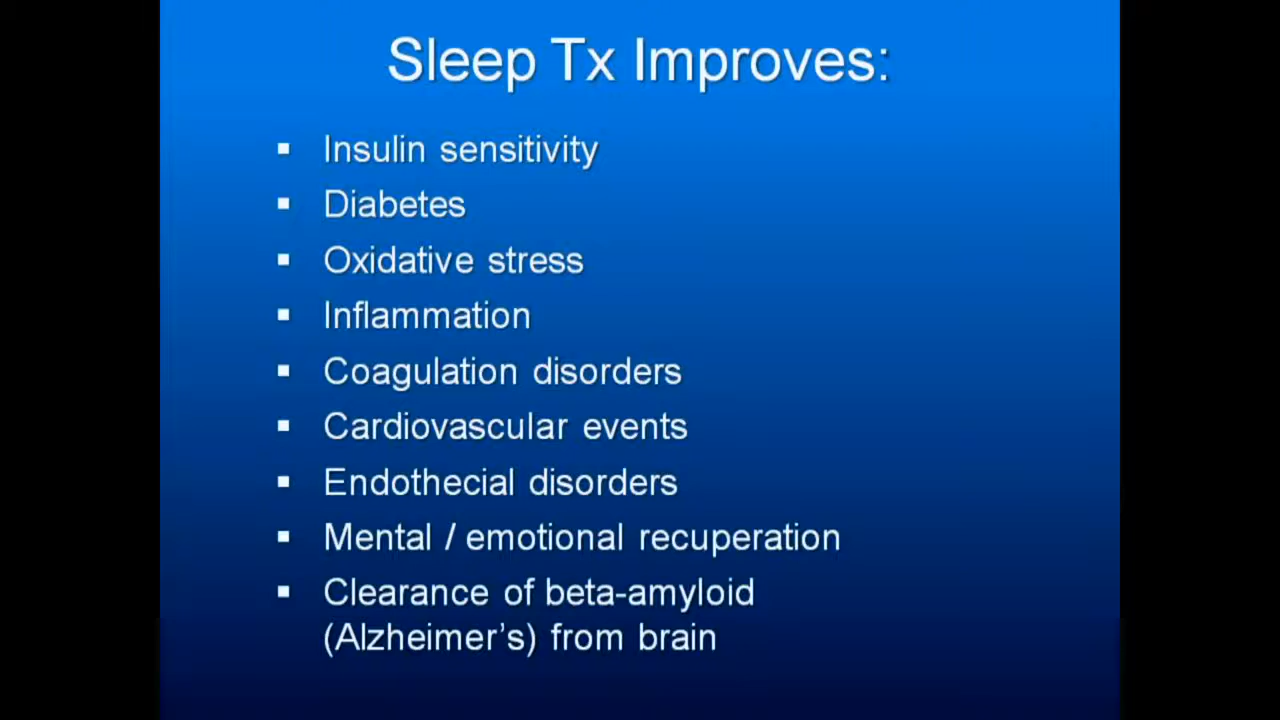 Sleep Tx Improves:
▪ Insulin sensitivity
▪ Diabetes
▪ Oxidative stress
▪ Inflammation
▪ Coagulation disorders
▪ Cardiovascular events
▪ Endothecial disorders
▪ Mental / emotional recuperation
▪ Clearance of beta-amyloid
(Alzheimer’s) from brain